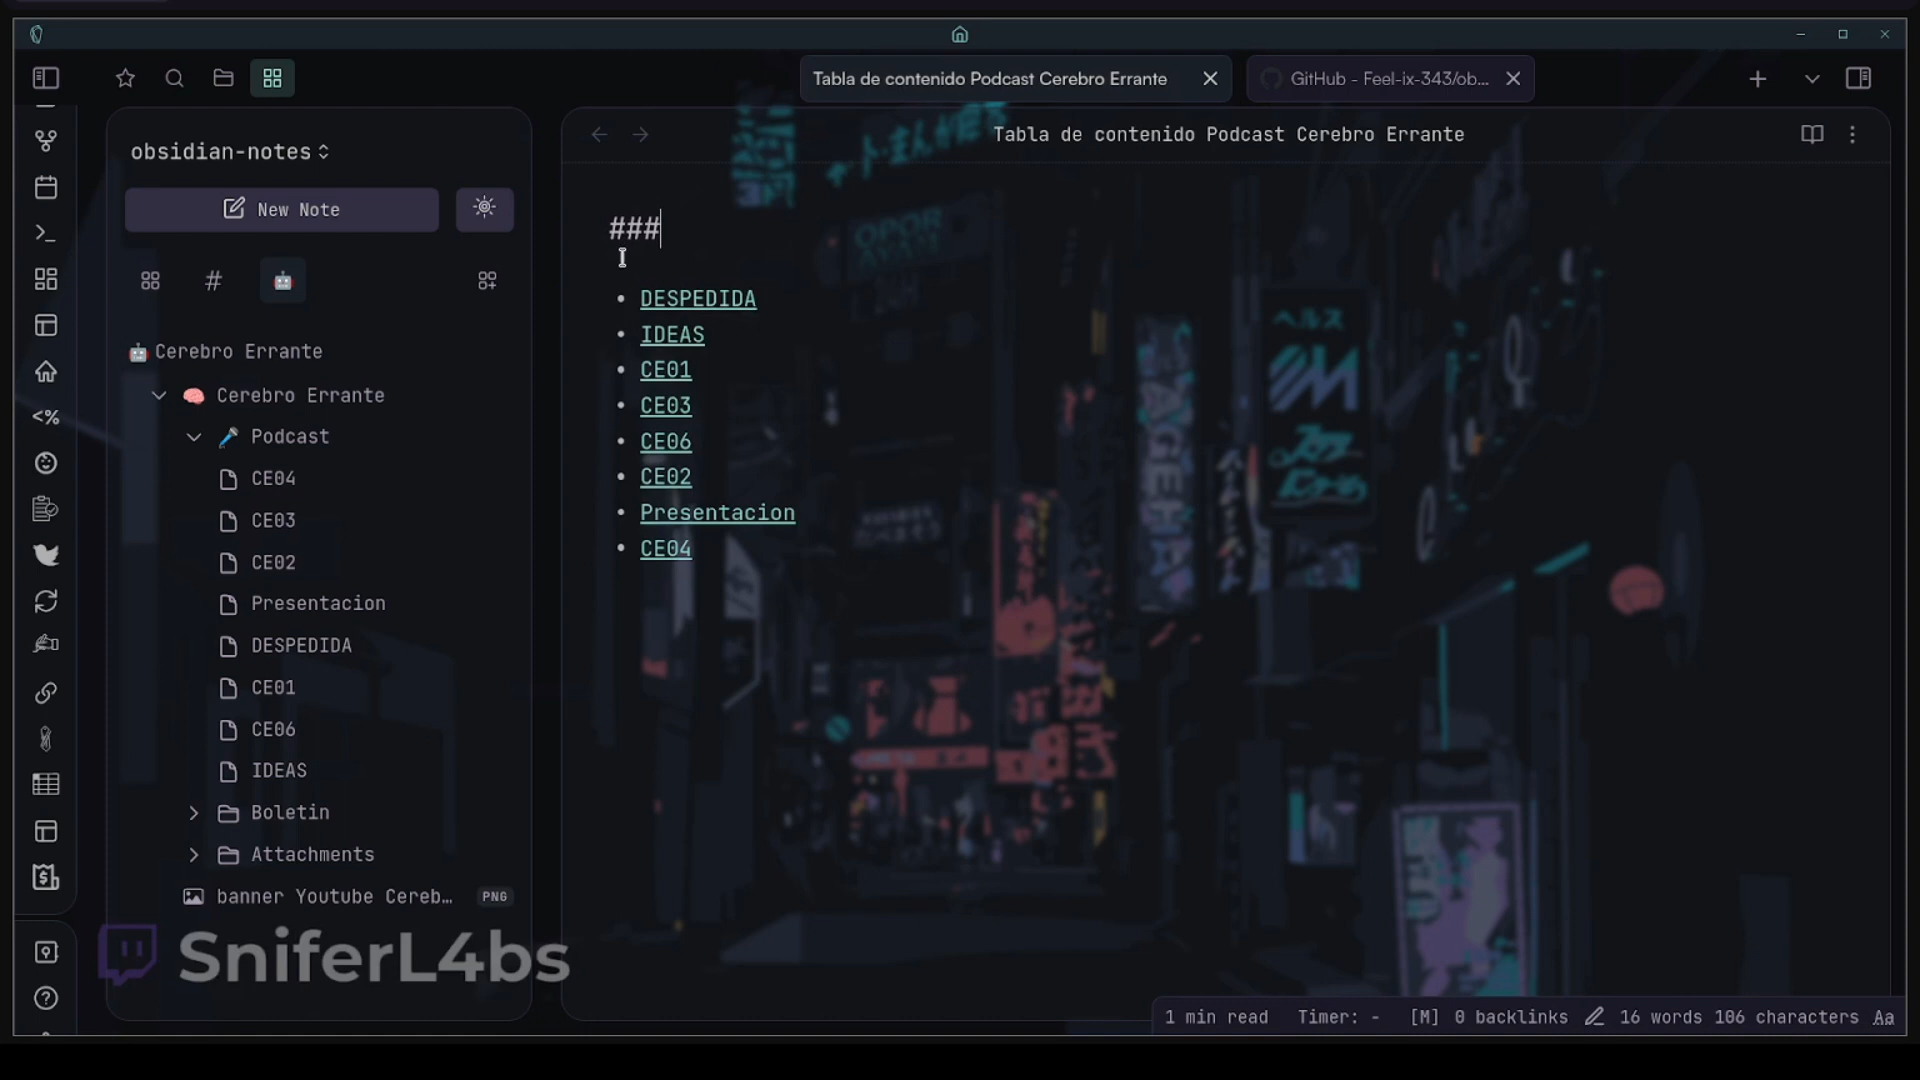 Tabla de contenido Podcast Cerebro Errante
GitHub - Feel-ix-343/ob...
obsidian-notes
New Note
Cerebro Errante
Cerebro Errante
Podcast
CE04
CE03
CE02
Presentacion
DESPEDIDA
CE01
CE06
IDEAS
Boletin
Attachments
banner Youtube Cereb... PNG
SniferL4bs
Tabla de contenido Podcast Cerebro Errante
###
• DESPEDIDA
• IDEAS
• CE01
• CE03
• CE06
• CE02
• Presentacion
• CE04
ヘルス
1 min read Timer: - [M] 0 backlinks 16 words 106 characters Aa